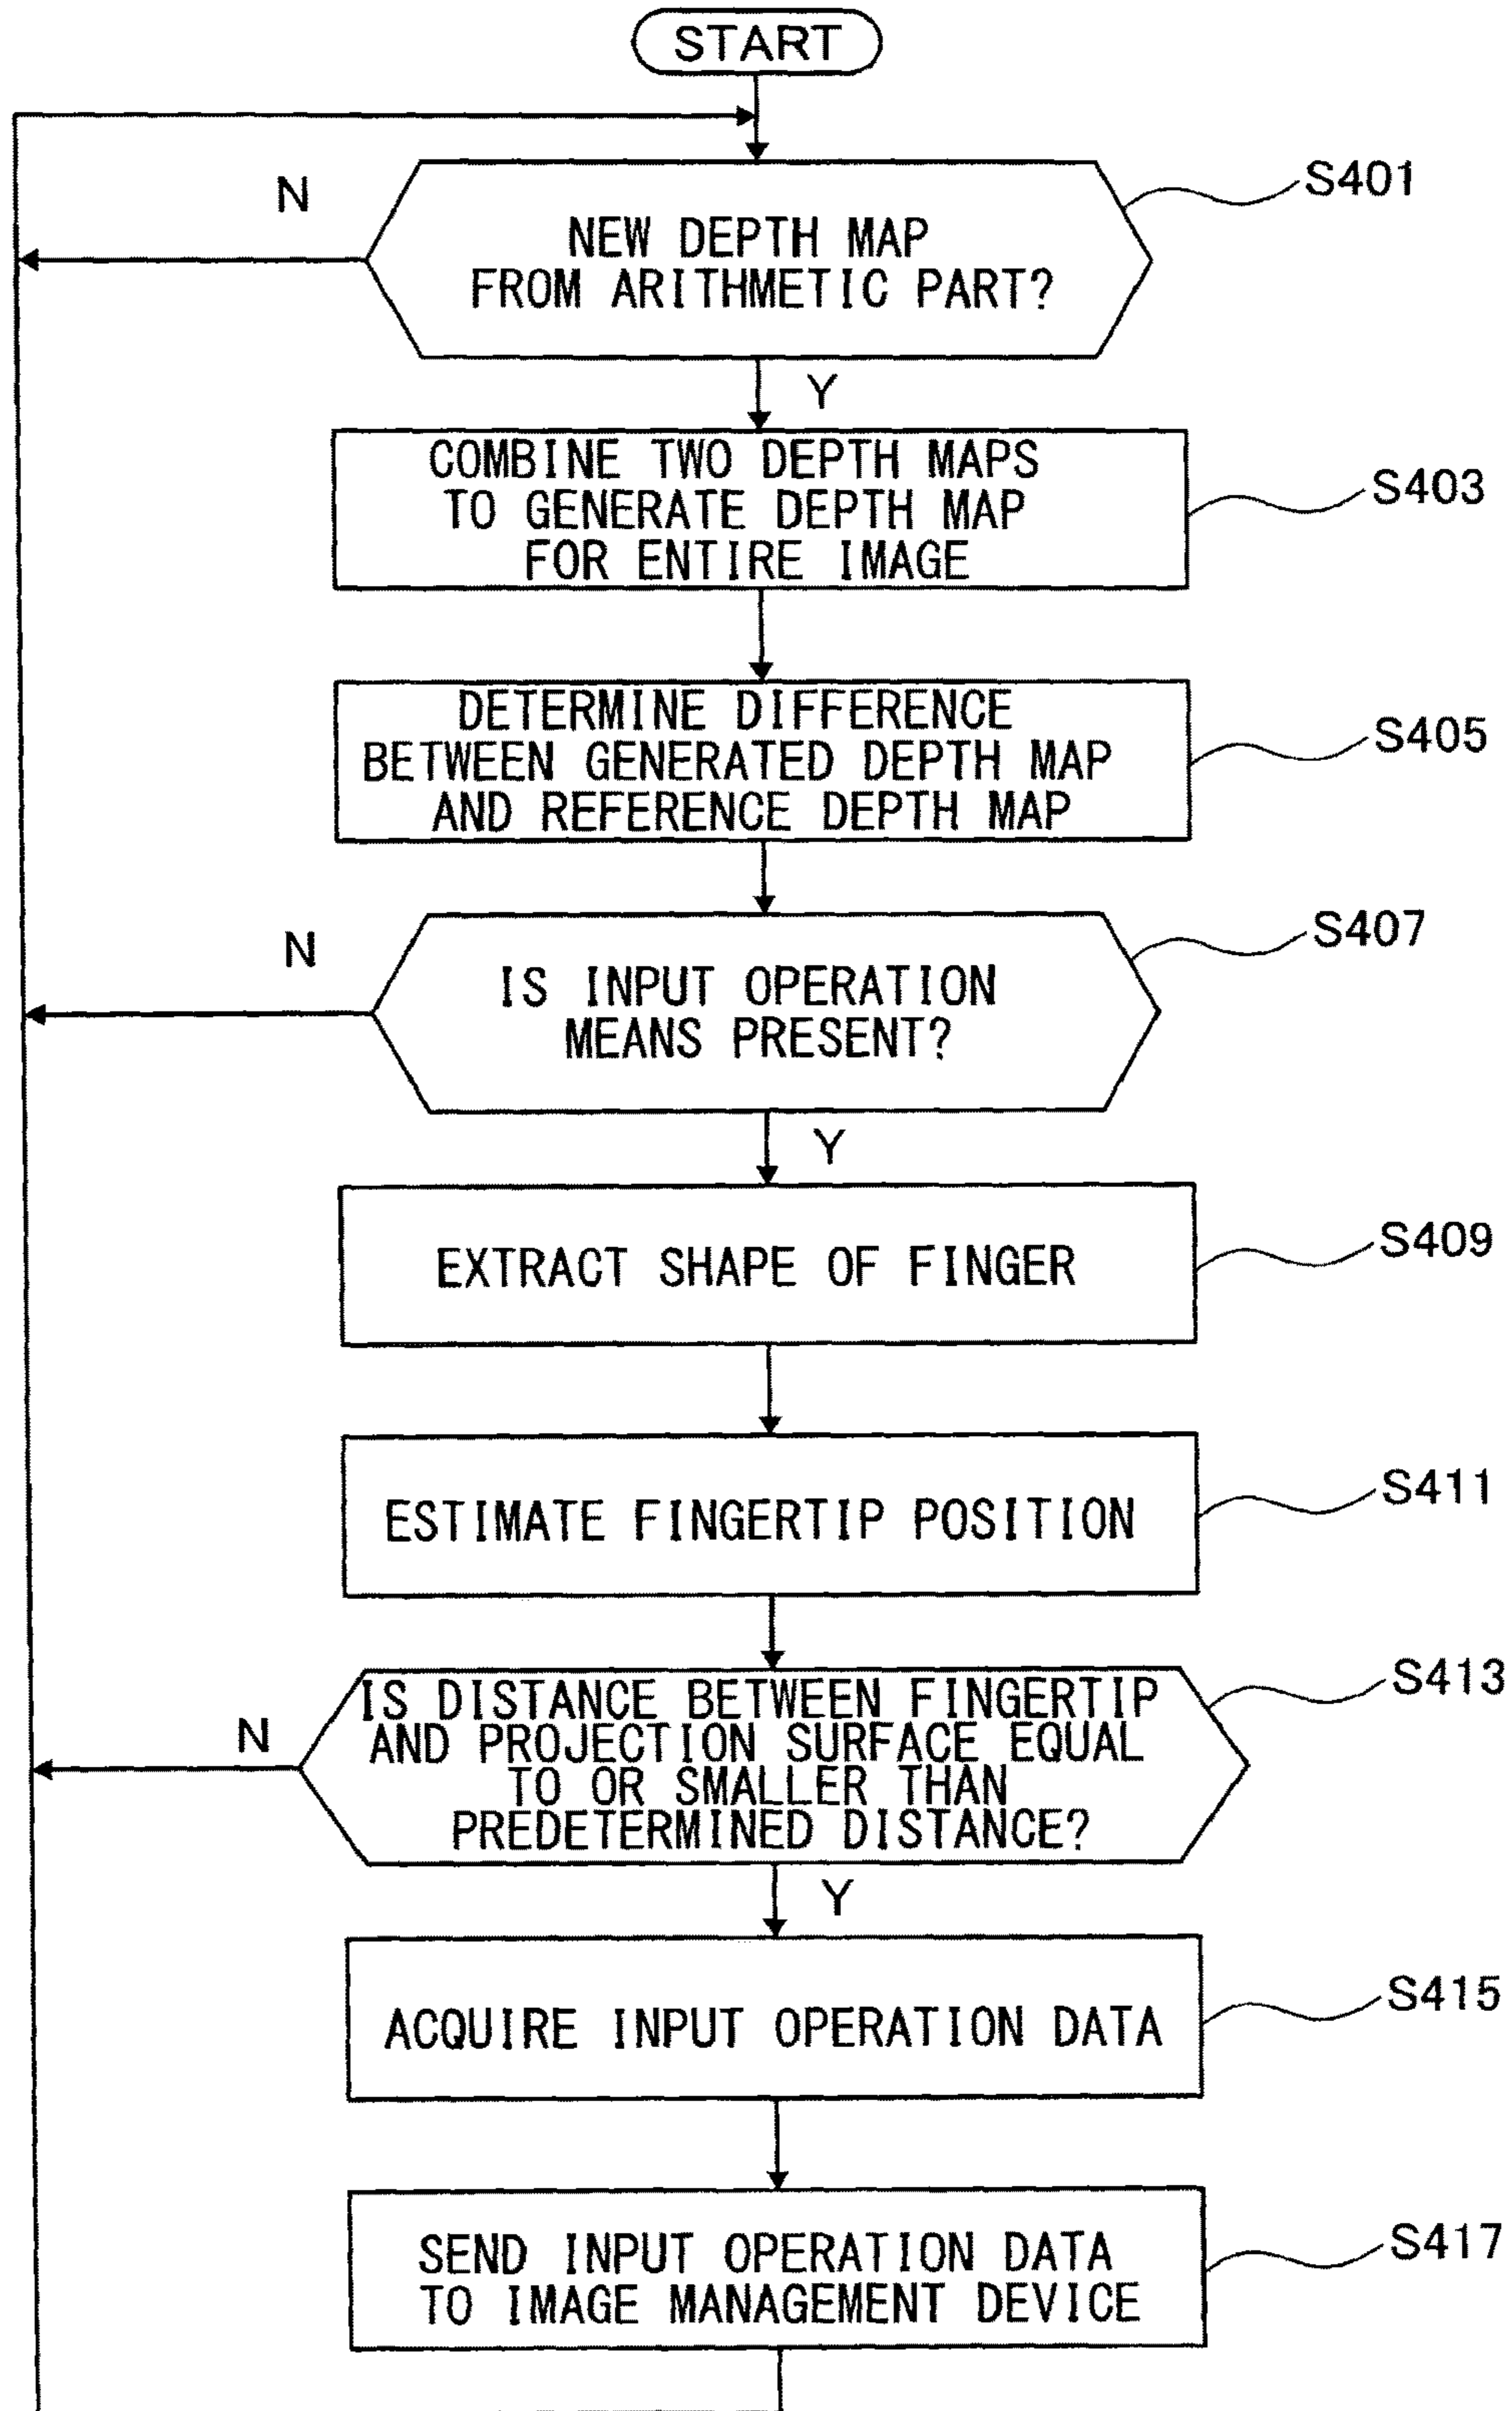 START
N
S401
NEW DEPTH MAP
FROM ARITHMETIC PART?
Y
COMBINE TWO DEPTH MAPS
TO GENERATE DEPTH MAP
FOR ENTIRE IMAGE
S403
DETERMINE DIFFERENCE
BETWEEN GENERATED DEPTH MAP
AND REFERENCE DEPTH MAP
S405
N
S407
IS INPUT OPERATION
MEANS PRESENT?
Y
EXTRACT SHAPE OF FINGER
S409
ESTIMATE FINGERTIP POSITION
S411
N
S413
IS DISTANCE BETWEEN FINGERTIP
AND PROJECTION SURFACE EQUAL
TO OR SMALLER THAN
PREDETERMINED DISTANCE?
Y
ACQUIRE INPUT OPERATION DATA
S415
SEND INPUT OPERATION DATA
TO IMAGE MANAGEMENT DEVICE
S417